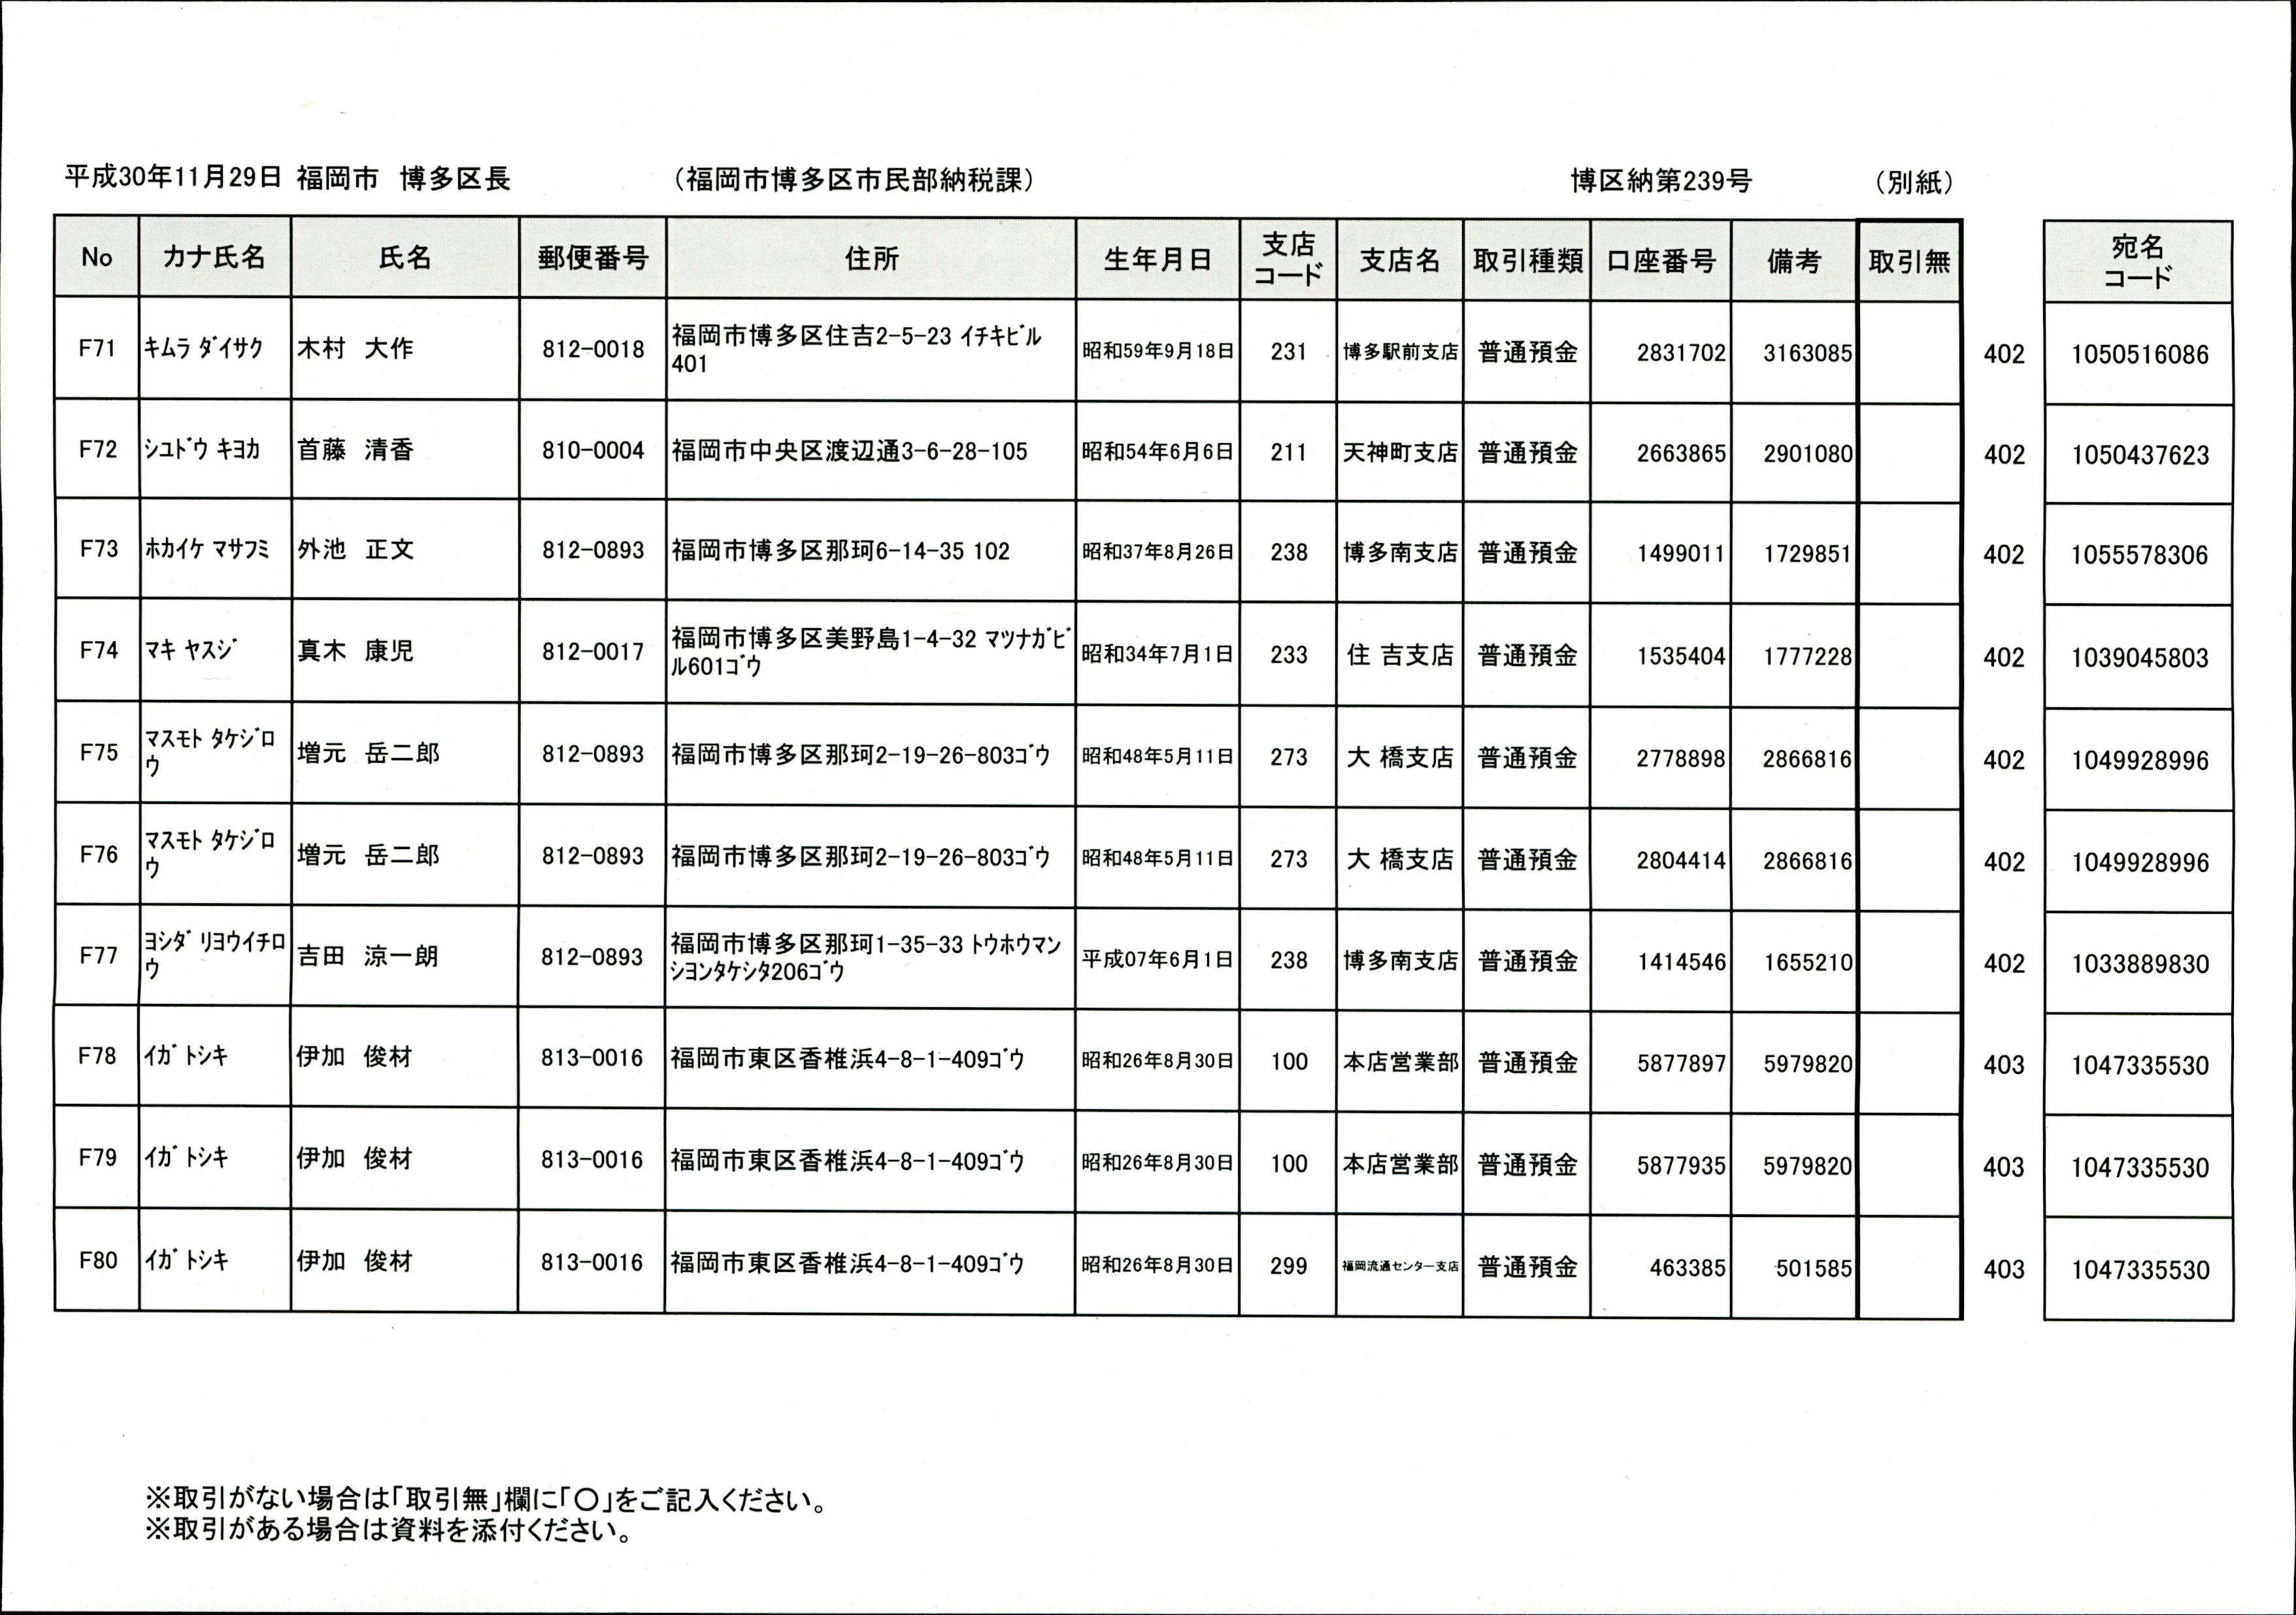 平成30年11月29日 福岡市 博多区長 （福岡市博多区市民部納税課） 博区納第239号 （別紙）
No カナ氏名 氏名 郵便番号 住所 生年月日 支店コード 支店名 取引種類 口座番号 備考 取引無 宛名コード
F71 ｷﾑﾗ ﾀﾞｲｻｸ 木村 大作 812-0018 福岡市博多区住吉2-5-23 ｲﾁｷﾋﾞﾙ401 昭和59年9月18日 231 博多駅前支店 普通預金 2831702 3163085 402 1050516086
F72 ｼﾕﾄﾞｳ ｷﾖｶ 首藤 清香 810-0004 福岡市中央区渡辺通3-6-28-105 昭和54年6月6日 211 天神町支店 普通預金 2663865 2901080 402 1050437623
F73 ﾎｶｲｹ ﾏｻﾌﾐ 外池 正文 812-0893 福岡市博多区那珂6-14-35 102 昭和37年8月26日 238 博多南支店 普通預金 1499011 1729851 402 1055578306
F74 ﾏｷ ﾔｽｼﾞ 真木 康児 812-0017 福岡市博多区美野島1-4-32 ﾏﾂﾅｶﾞﾋﾞﾙ601ｺﾞｳ 昭和34年7月1日 233 住 吉支店 普通預金 1535404 1777228 402 1039045803
F75 ﾏｽﾓﾄ ﾀｹｼﾞﾛｳ 増元 岳二郎 812-0893 福岡市博多区那珂2-19-26-803ｺﾞｳ 昭和48年5月11日 273 大 橋支店 普通預金 2778898 2866816 402 1049928996
F76 ﾏｽﾓﾄ ﾀｹｼﾞﾛｳ 増元 岳二郎 812-0893 福岡市博多区那珂2-19-26-803ｺﾞｳ 昭和48年5月11日 273 大 橋支店 普通預金 2804414 2866816 402 1049928996
F77 ﾖｼﾀﾞ ﾘﾖｳｲﾁﾛｳ 吉田 涼一朗 812-0893 福岡市博多区那珂1-35-33 ﾄｳﾎｳﾏﾝｼﾖﾝﾀｹｼﾀ206ｺﾞｳ 平成07年6月1日 238 博多南支店 普通預金 1414546 1655210 402 1033889830
F78 ｲｶﾞ ﾄｼｷ 伊加 俊材 813-0016 福岡市東区香椎浜4-8-1-409ｺﾞｳ 昭和26年8月30日 100 本店営業部 普通預金 5877897 5979820 403 1047335530
F79 ｲｶﾞ ﾄｼｷ 伊加 俊材 813-0016 福岡市東区香椎浜4-8-1-409ｺﾞｳ 昭和26年8月30日 100 本店営業部 普通預金 5877935 5979820 403 1047335530
F80 ｲｶﾞ ﾄｼｷ 伊加 俊材 813-0016 福岡市東区香椎浜4-8-1-409ｺﾞｳ 昭和26年8月30日 299 福岡流通センター支店 普通預金 463385 501585 403 1047335530
※取引がない場合は「取引無」欄に「〇」をご記入ください。
※取引がある場合は資料を添付ください。